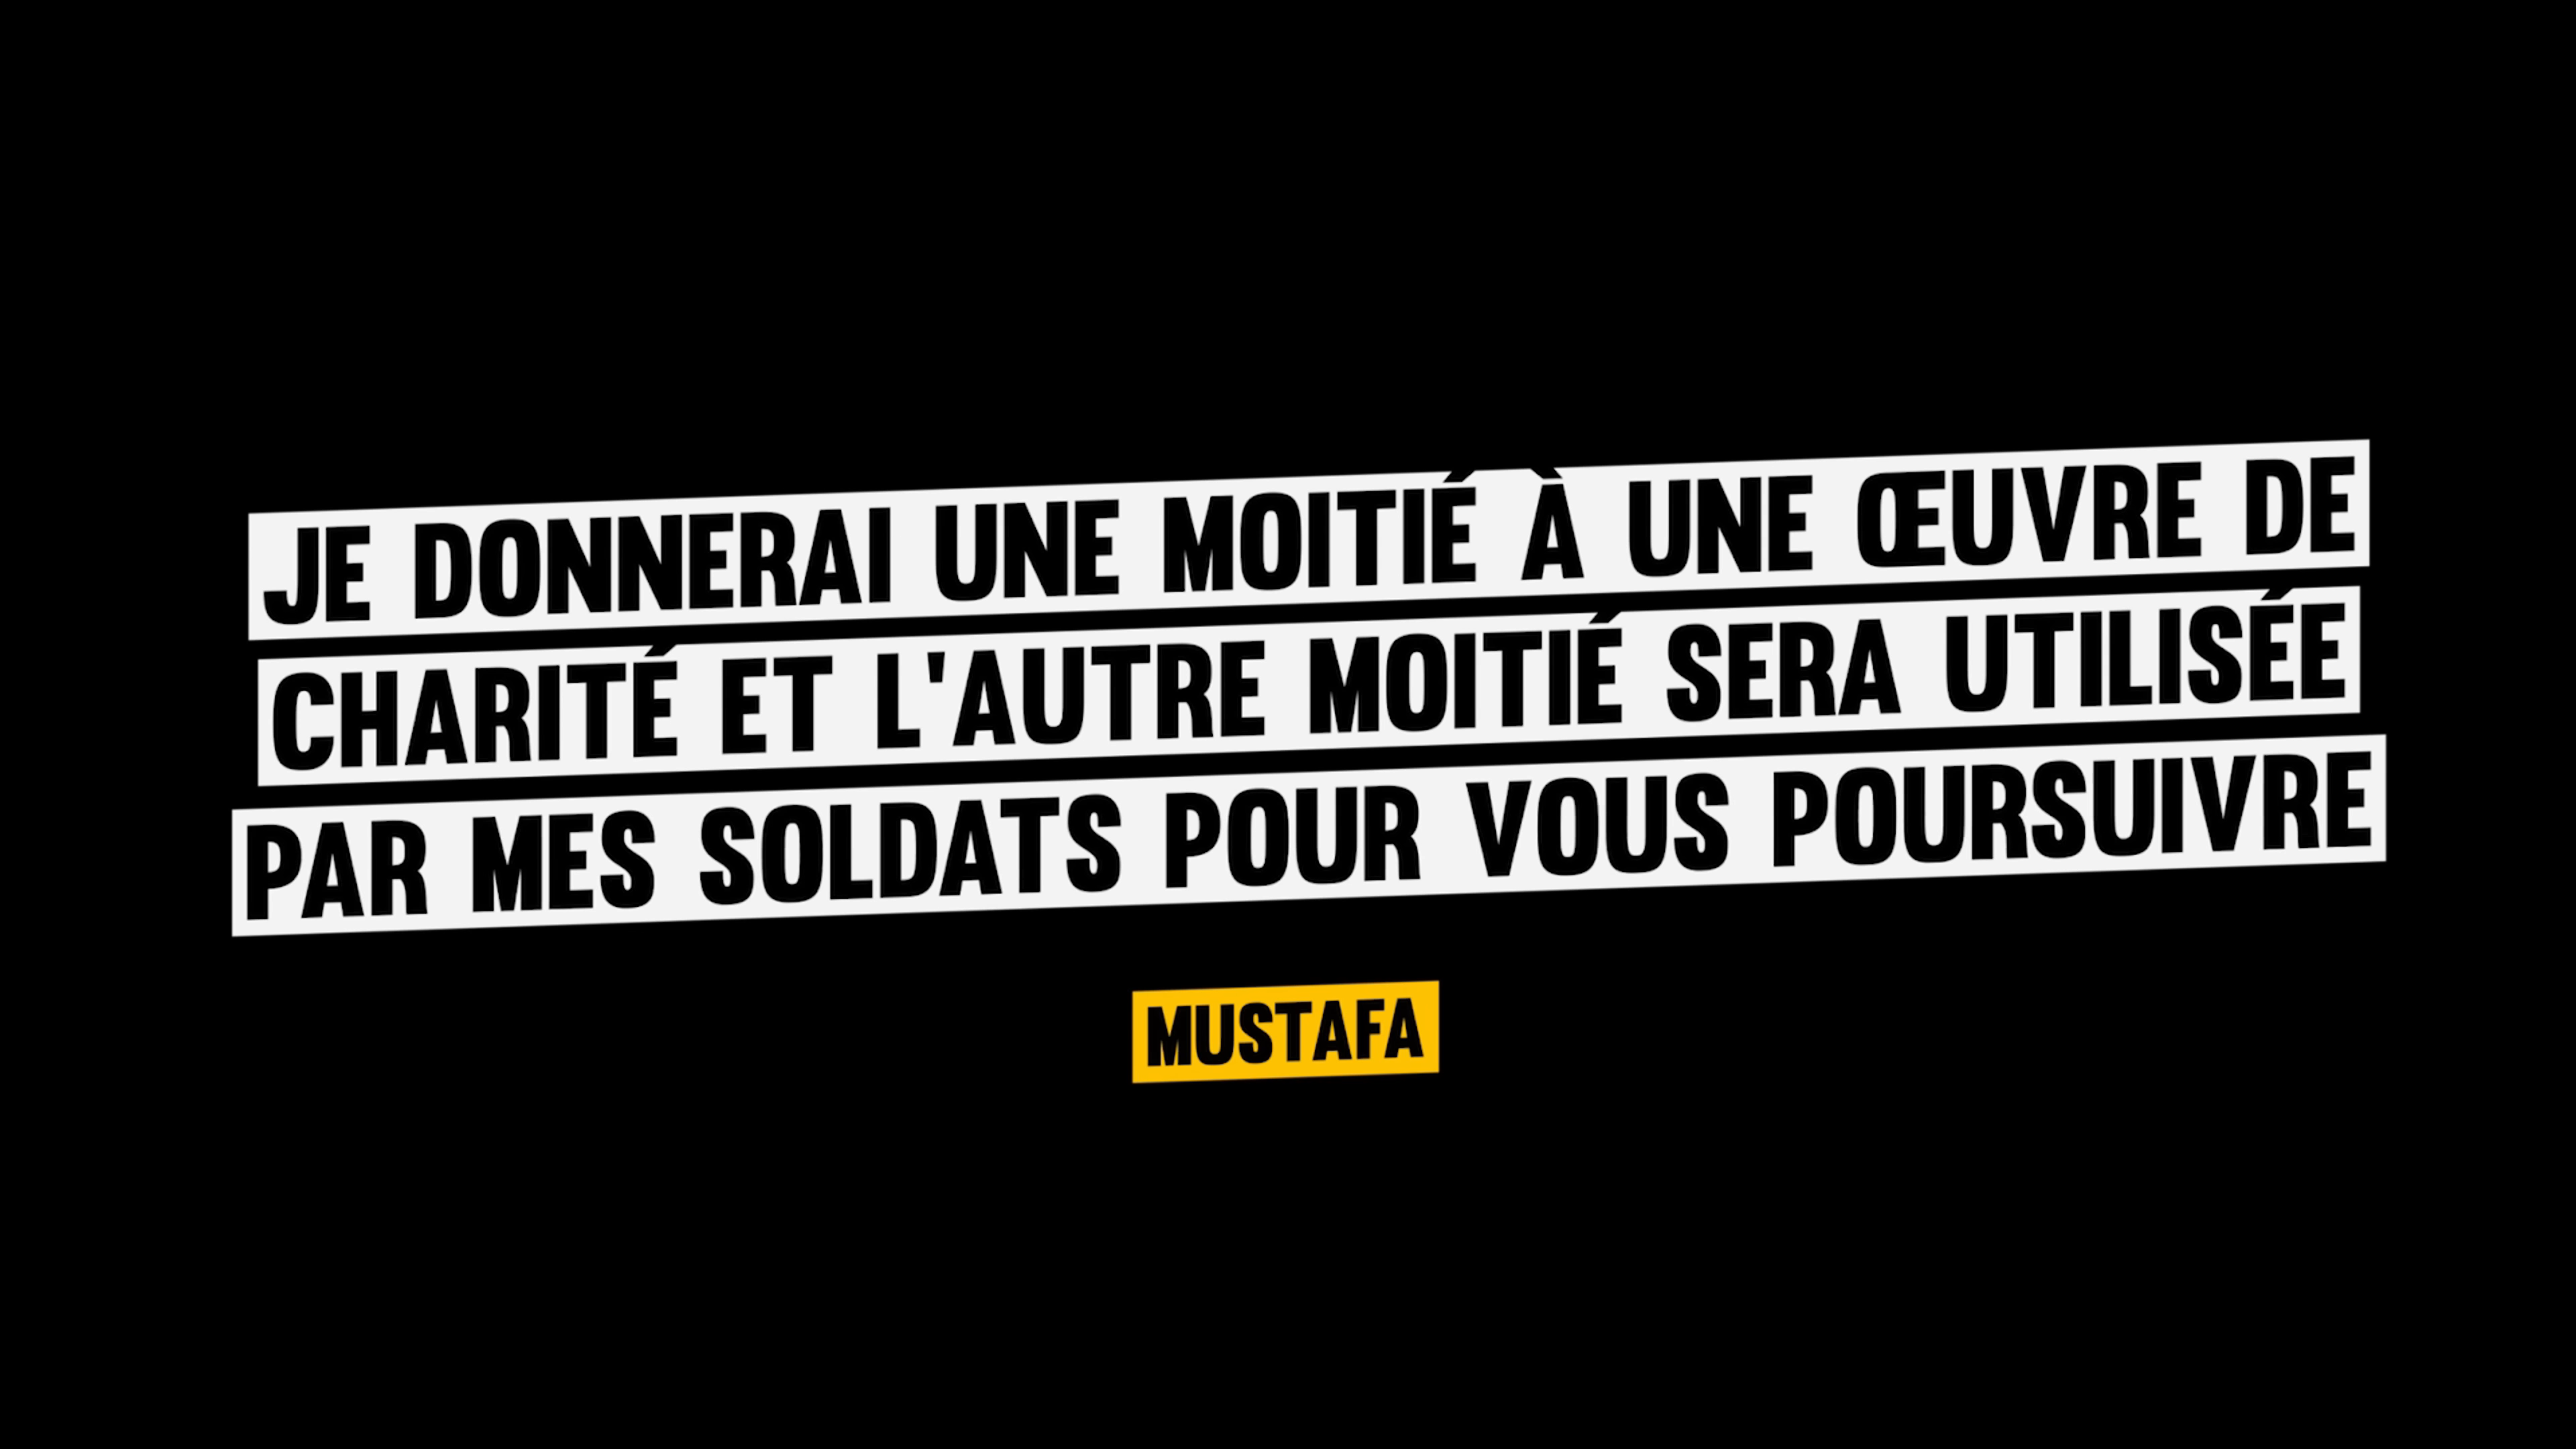 JE DONNERAI UNE MOITIÉ À UNE ŒUVRE DE
CHARITÉ ET L'AUTRE MOITIÉ SERA UTILISÉE
PAR MES SOLDATS POUR VOUS POURSUIVRE
MUSTAFA